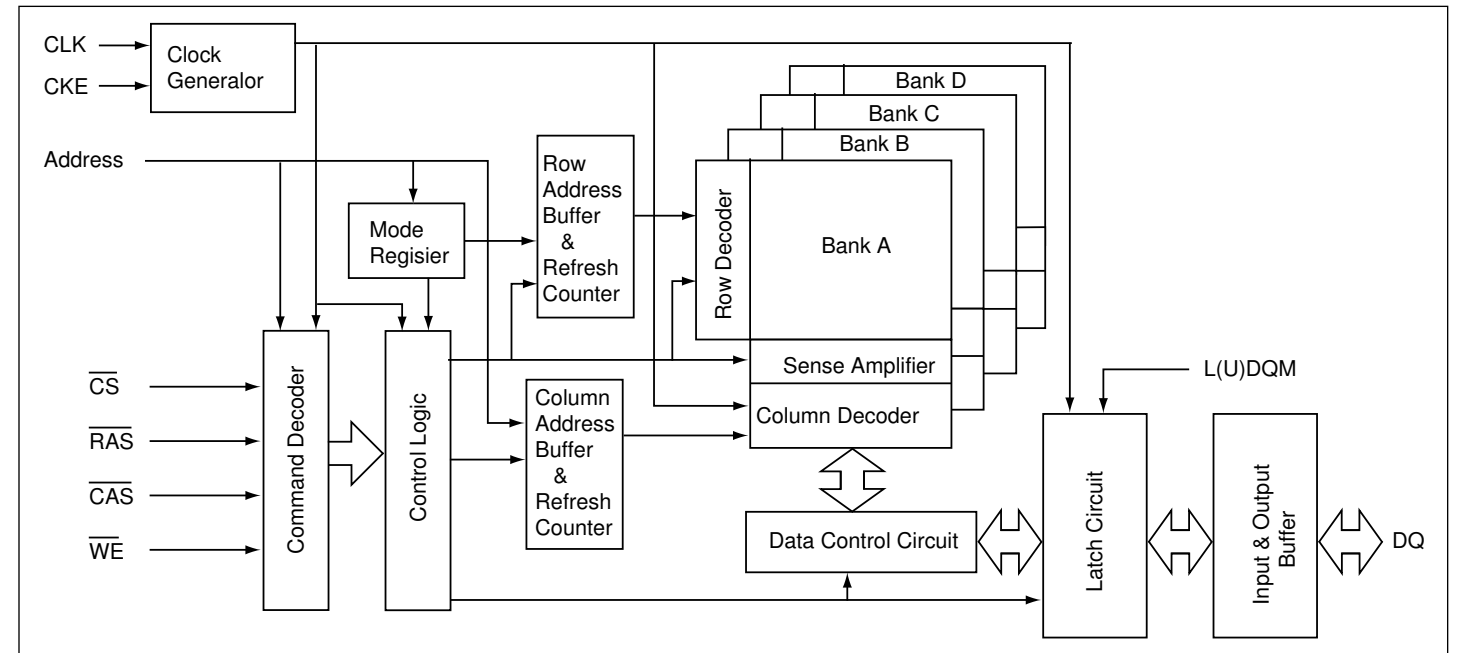 CLK
CKE
Clock
Generalor
Address
Mode
Regisier
Row
Address
Buffer
&
Refresh
Counter
Bank D
Bank C
Bank B
Bank A
Row Decoder
Sense Amplifier
Column Decoder
CS
RAS
CAS
WE
Command Decoder
Control Logic
Column
Address
Buffer
&
Refresh
Counter
Data Control Circuit
L(U)DQM
Latch Circuit
Input & Output
Buffer
DQ